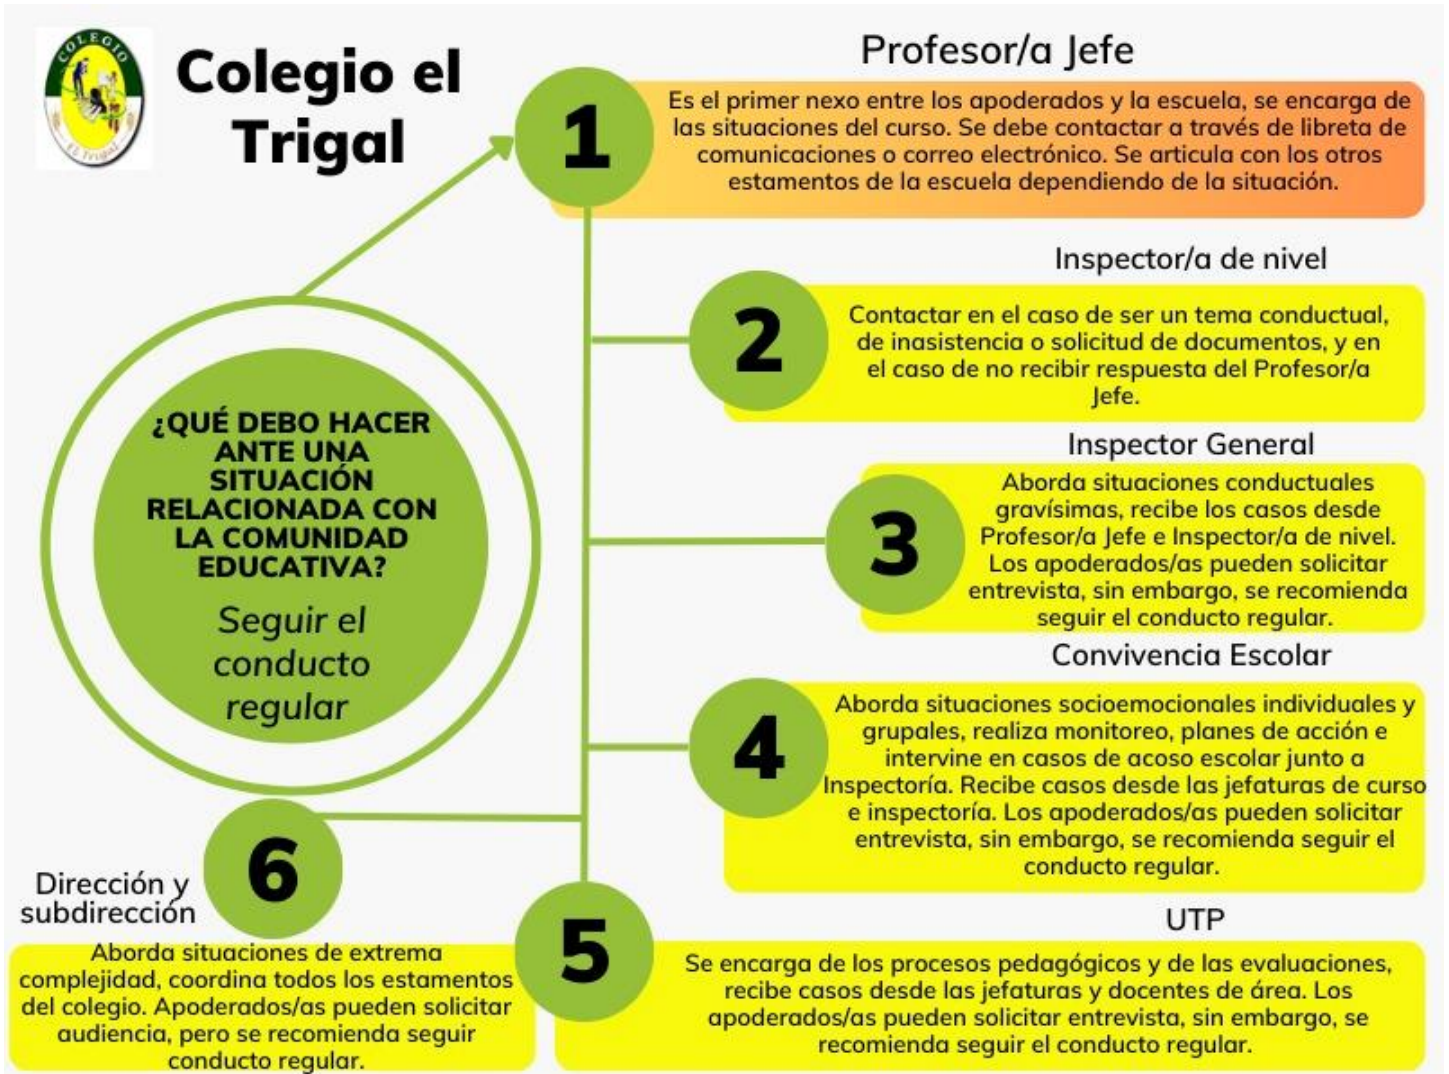 COLEGIO
El Trigal
Colegio el
Trigal
¿QUÉ DEBO HACER
ANTE UNA
SITUACIÓN
RELACIONADA CON
LA COMUNIDAD
EDUCATIVA?
Seguir el
conducto
regular
1
Profesor/a Jefe
Es el primer nexo entre los apoderados y la escuela, se encarga de
las situaciones del curso. Se debe contactar a través de libreta de
comunicaciones o correo electrónico. Se articula con los otros
estamentos de la escuela dependiendo de la situación.
2
Inspector/a de nivel
Contactar en el caso de ser un tema conductual,
de inasistencia o solicitud de documentos, y en
el caso de no recibir respuesta del Profesor/a
Jefe.
3
Inspector General
Aborda situaciones conductuales
gravísimas, recibe los casos desde
Profesor/a Jefe e Inspector/a de nivel.
Los apoderados/as pueden solicitar
entrevista, sin embargo, se recomienda
seguir el conducto regular.
4
Convivencia Escolar
Aborda situaciones socioemocionales individuales y
grupales, realiza monitoreo, planes de acción e
intervine en casos de acoso escolar junto a
Inspectoría. Recibe casos desde las jefaturas de curso
e inspectoría. Los apoderados/as pueden solicitar
entrevista, sin embargo, se recomienda seguir el
conducto regular.
5
UTP
Se encarga de los procesos pedagógicos y de las evaluaciones,
recibe casos desde las jefaturas y docentes de área. Los
apoderados/as pueden solicitar entrevista, sin embargo, se
recomienda seguir el conducto regular.
6
Dirección y
subdirección
Aborda situaciones de extrema
complejidad, coordina todos los estamentos
del colegio. Apoderados/as pueden solicitar
audiencia, pero se recomienda seguir
conducto regular.